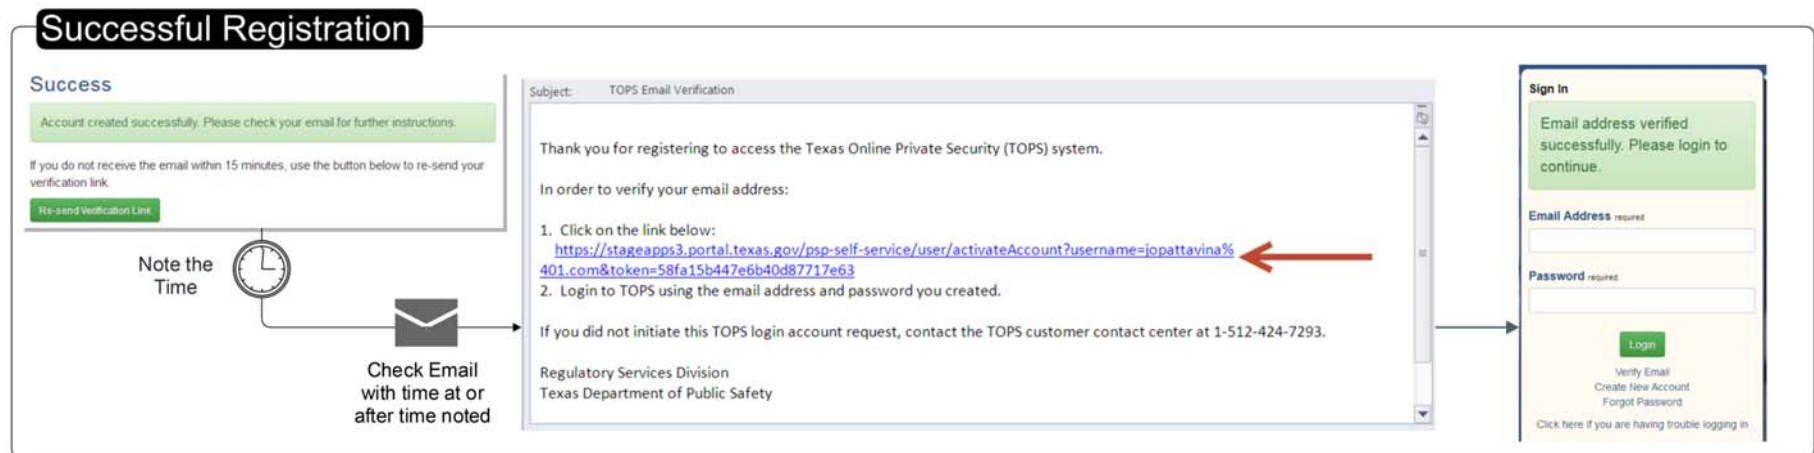 Successful Registration
Success
Account created successfully. Please check your email for further instructions.
If you do not receive the email within 15 minutes, use the button below to re-send your
verification link.
Re-send Verification Link
Note the
Time
Check Email
with time at or
after time noted
Subject: TOPS Email Verification
Thank you for registering to access the Texas Online Private Security (TOPS) system.
In order to verify your email address:
1. Click on the link below:
https://stageapps3.portal.texas.gov/psp-self-service/user/activateAccount?username=jopattavina%
401.com&token=58fa15b447e6b40d87717e63
2. Login to TOPS using the email address and password you created.
If you did not initiate this TOPS login account request, contact the TOPS customer contact center at 1-512-424-7293.
Regulatory Services Division
Texas Department of Public Safety
Sign In
Email address verified
successfully. Please login to
continue.
Email Address required
Password required
Login
Verify Email
Create New Account
Forgot Password
Click here if you are having trouble logging in